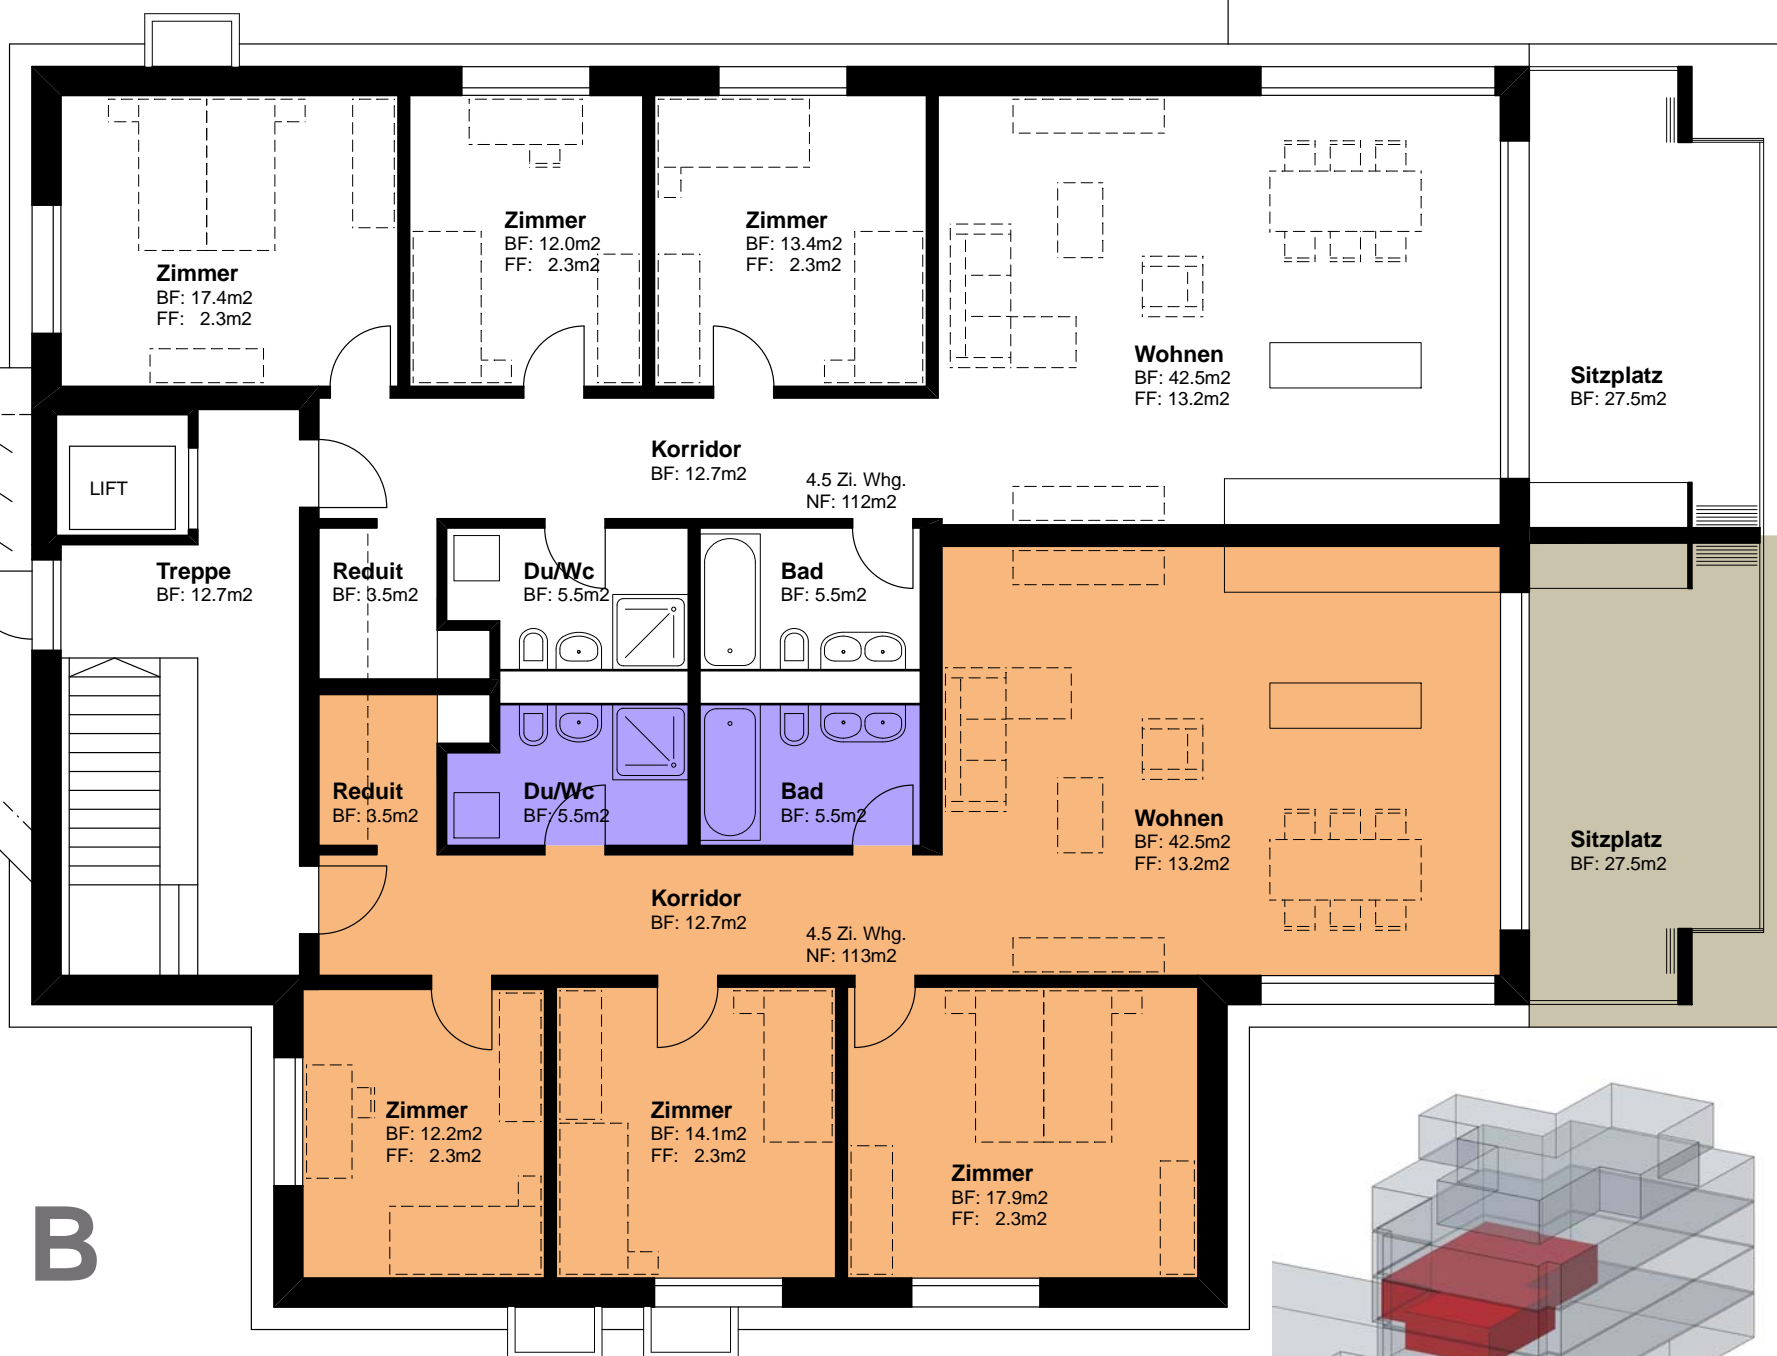 Zimmer
BF: 12.0m2
FF: 2.3m2
Zimmer
BF: 13.4m2
FF: 2.3m2
Zimmer
BF: 17.4m2
FF: 2.3m2
Wohnen
BF: 42.5m2
FF: 13.2m2
Sitzplatz
BF: 27.5m2
Korridor
BF: 12.7m2
4.5 Zi. Whg.
NF: 112m2
LIFT
Treppe
BF: 12.7m2
Reduit
BF: 3.5m2
Du/Wc
BF: 5.5m2
Bad
BF: 5.5m2
Reduit
BF: 3.5m2
Du/Wc
BF: 5.5m2
Bad
BF: 5.5m2
Wohnen
BF: 42.5m2
FF: 13.2m2
Sitzplatz
BF: 27.5m2
Korridor
BF: 12.7m2
4.5 Zi. Whg.
NF: 113m2
Zimmer
BF: 12.2m2
FF: 2.3m2
Zimmer
BF: 14.1m2
FF: 2.3m2
Zimmer
BF: 17.9m2
FF: 2.3m2
B